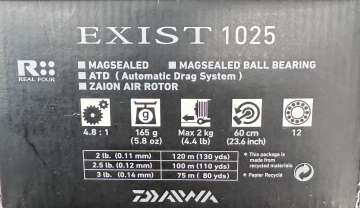 EXIST 1025
R
REAL FOUR
■ MAGSEALED ■ MAGSEALED BALL BEARING
■ ATD ( Automatic Drag System )
■ ZAION AIR ROTOR
g
4.8 : 1 165 g Max 2 kg 60 cm 12
(5.8 oz) (4.4 lb) (23.6 inch)
2 lb. (0.11 mm) 120 m (130 yds)
2.5 lb. (0.12 mm) 100 m (110 yds)
3 lb. (0.14 mm) 75 m ( 80 yds)
• This package is made from recycled materials
• Papier Recyclé
DAIWA